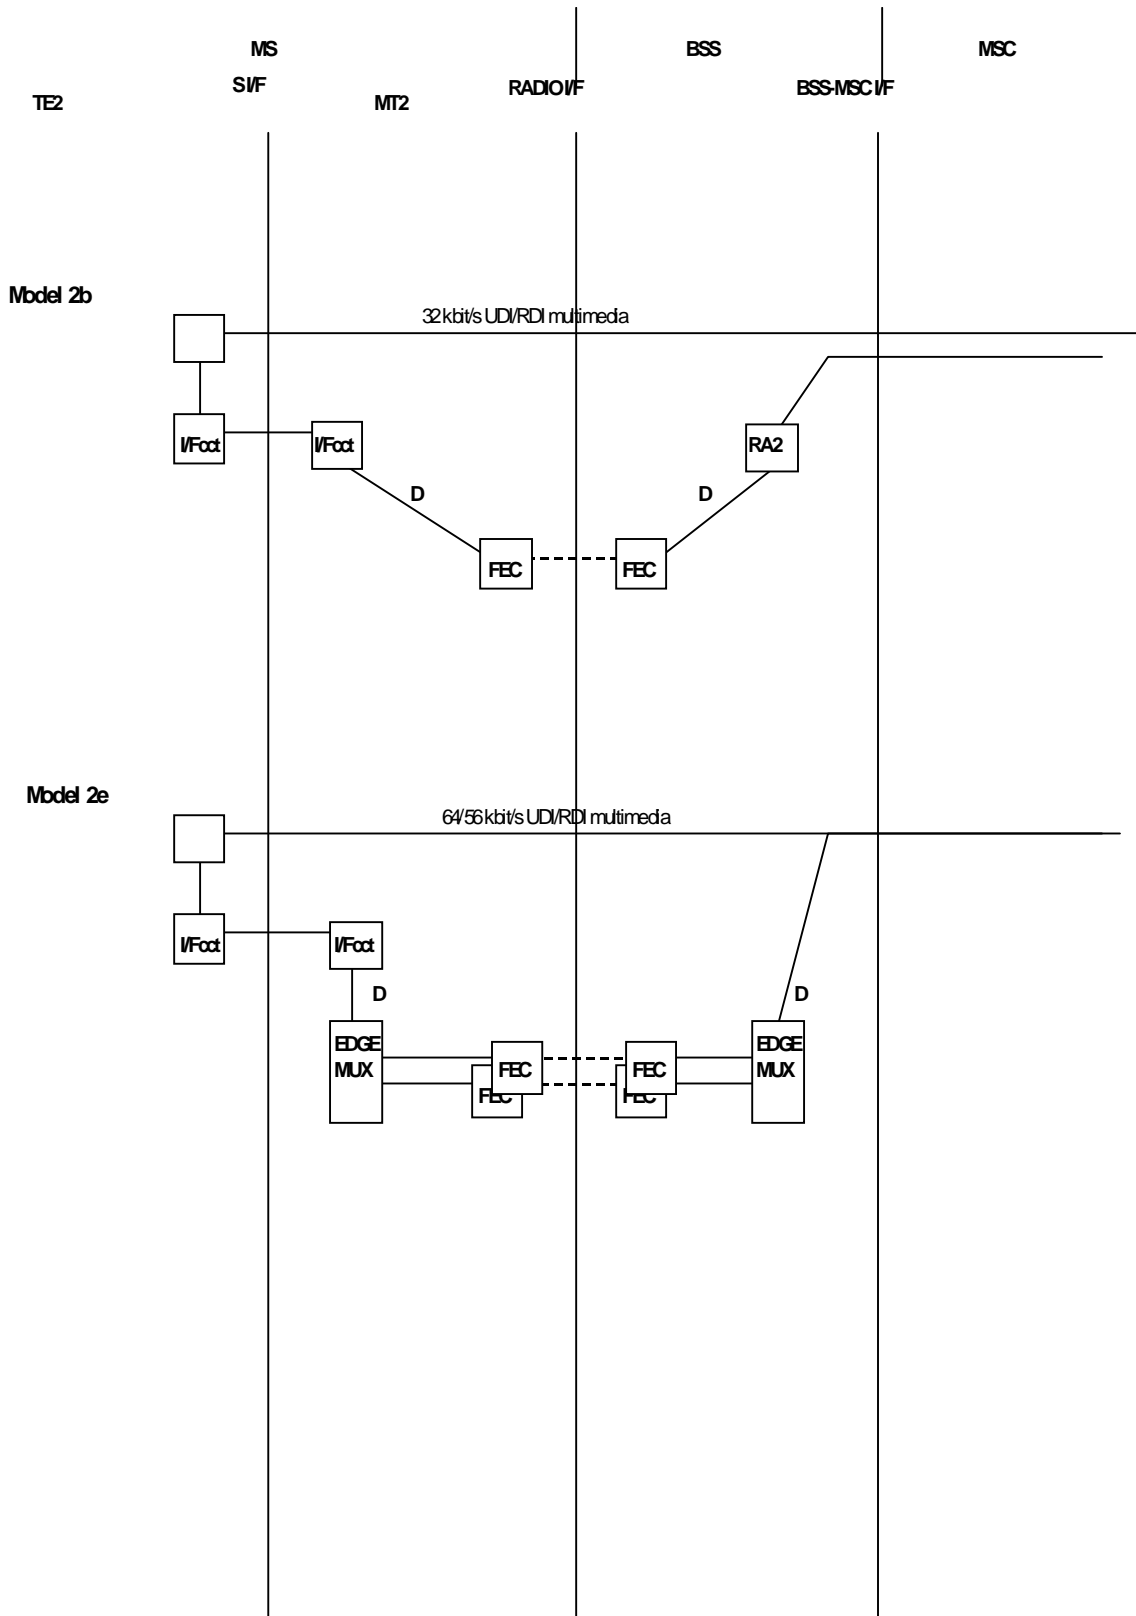 MS
BSS
MSC
S I/F
RADIO I/F
BSS-MSC I/F
TE2
MT2
Model 2b
32 kbit/s UDI/RDI multimedia
I/Fcct
I/Fcct
RA2
D
D
FEC
FEC
Model 2e
64/56 kbit/s UDI/RDI multimedia
I/Fcct
I/Fcct
D
D
EDGE
MUX
FEC
FEC
FEC
FEC
EDGE
MUX